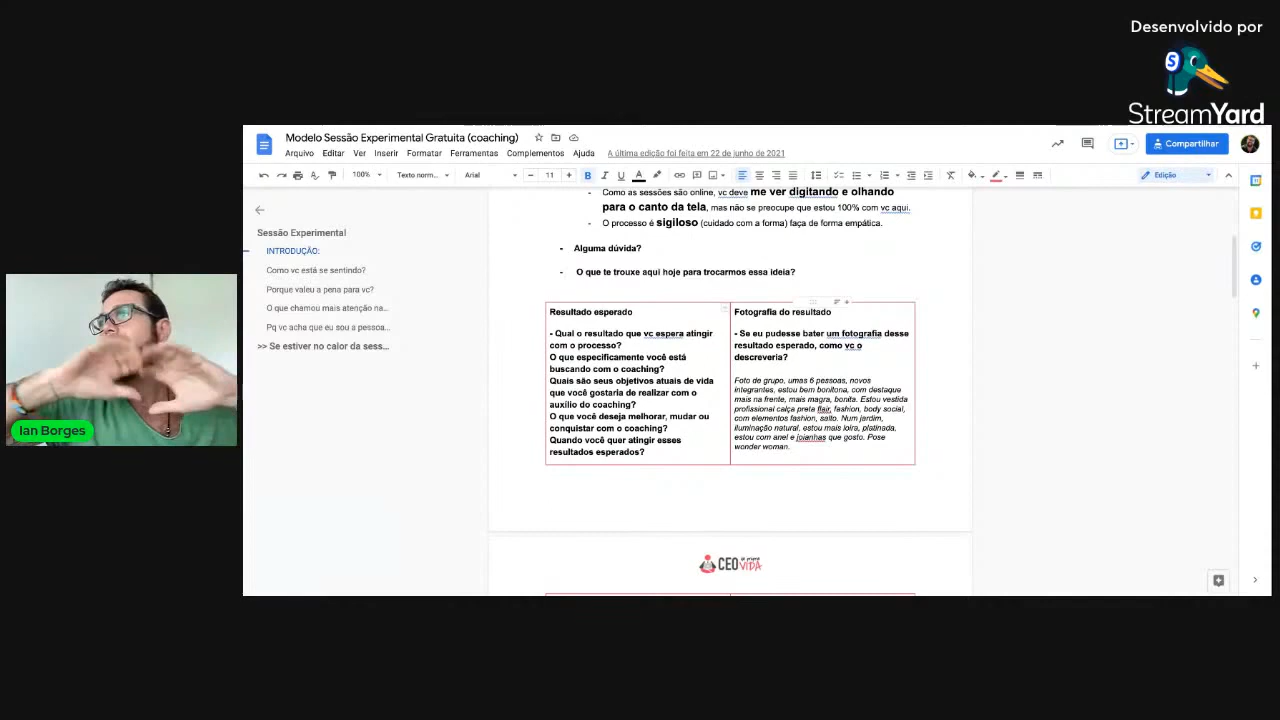 Desenvolvido por
StreamYard
Modelo Sessão Experimental Gratuita (coaching)
Arquivo Editar Ver Inserir Formatar Ferramentas Complementos Ajuda A última edição foi feita em 22 de junho de 2021
Compartilhar
100% Texto norm... Arial 11 Edição
Sessão Experimental
INTRODUÇÃO:
Como vc está se sentindo?
Porque valeu a pena para vc?
O que chamou mais atenção na...
Pq vc acha que eu sou a pessoa...
>> Se estiver no calor da sess...
- Como as sessões são online, vc deve me ver digitando e olhando
para o canto da tela, mas não se preocupe que estou 100% com vc aqui.
- O processo é sigiloso (cuidado com a forma) faça de forma empática.
- Alguma dúvida?
- O que te trouxe aqui hoje para trocarmos essa ideia?
Resultado esperado
- Qual o resultado que vc espera atingir
com o processo?
O que especificamente você está
buscando com o coaching?
Quais são seus objetivos atuais de vida
que você gostaria de realizar com o
auxílio do coaching?
O que você deseja melhorar, mudar ou
conquistar com o coaching?
Quando você quer atingir esses
resultados esperados?
Fotografia do resultado
- Se eu pudesse bater um fotografia desse
resultado esperado, como vc o
descreveria?
Foto de grupo, umas 6 pessoas, novos
integrantes, estou bem bonitona, com destaque
mais na frente, mais magra, bonita. Estou vestida
profissional calça preta flair, fashion, body social,
com elementos fashion, salto. Num jardim,
iluminação natural, estou mais loira, platinada,
estou com anel e joianhas que gosto. Pose
wonder woman.
CEO VIDA
Ian Borges